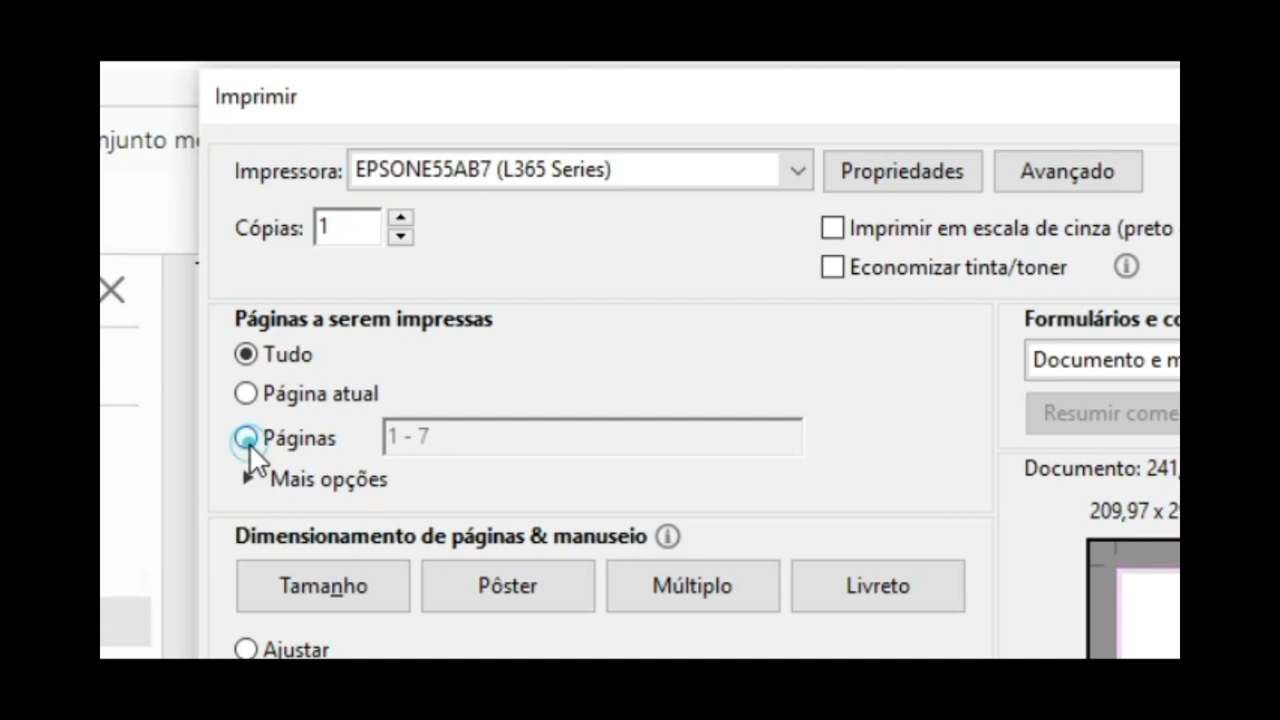 Imprimir
njunto m
Impressora: EPSONE55AB7 (L365 Series) Propriedades Avançado
Cópias: 1
Imprimir em escala de cinza (preto
Economizar tinta/toner
Páginas a serem impressas
Tudo
Página atual
Páginas 1 - 7
Mais opções
Formulários e co
Documento e m
Resumir come
Documento: 241,
209,97 x 2
Dimensionamento de páginas & manuseio
Tamanho Pôster Múltiplo Livreto
Ajustar